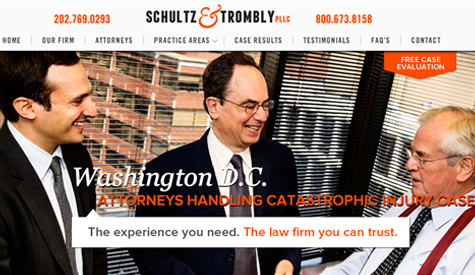 202.769.0293
SCHULTZ & TROMBLY PLLC
800.673.8158
HOME OUR FIRM ATTORNEYS PRACTICE AREAS CASE RESULTS TESTIMONIALS FAQ'S CONTACT
FREE CASE
EVALUATION
Washington D.C.
ATTORNEYS HANDLING CATASTROPHIC INJURY CASE
The experience you need. The law firm you can trust.